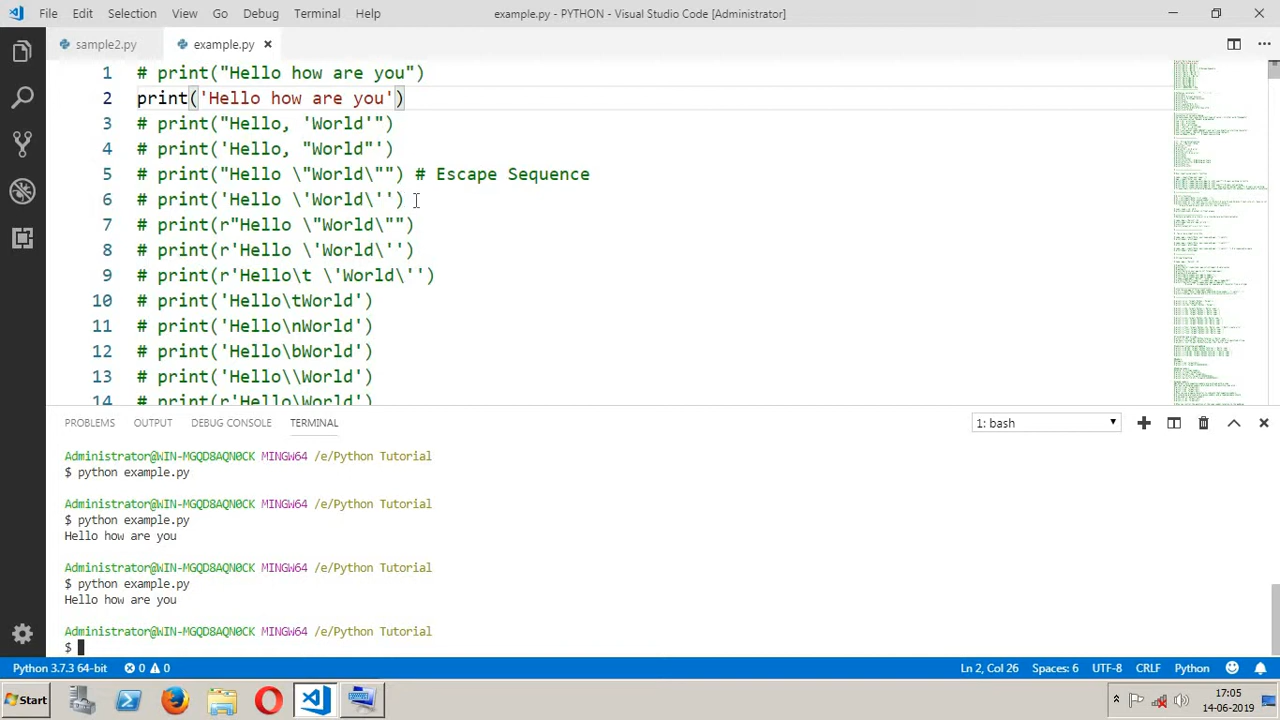 File Edit Selection View Go Debug Terminal Help example.py - PYTHON - Visual Studio Code [Administrator]
sample2.py example.py
1 # print("Hello how are you")
2 print('Hello how are you')
3 # print("Hello, 'World'")
4 # print('Hello, "World"')
5 # print("Hello \"World\"") # Escape Sequence
6 # print('Hello \'World\'')
7 # print(r"Hello \"World\"")
8 # print(r'Hello \'World\'')
9 # print(r'Hello\t \'World\'')
10 # print('Hello\tWorld')
11 # print('Hello\nWorld')
12 # print('Hello\bWorld')
13 # print('Hello\\World')
14 # print(r'Hello\World')
PROBLEMS OUTPUT DEBUG CONSOLE TERMINAL 1: bash
Administrator@WIN-MGQD8AQN0CK MINGW64 /e/Python Tutorial
$ python example.py
Administrator@WIN-MGQD8AQN0CK MINGW64 /e/Python Tutorial
$ python example.py
Hello how are you
Administrator@WIN-MGQD8AQN0CK MINGW64 /e/Python Tutorial
$ python example.py
Hello how are you
Administrator@WIN-MGQD8AQN0CK MINGW64 /e/Python Tutorial
$
Python 3.7.3 64-bit 0 0 Ln 2, Col 26 Spaces: 6 UTF-8 CRLF Python
Start 17:05
14-06-2019